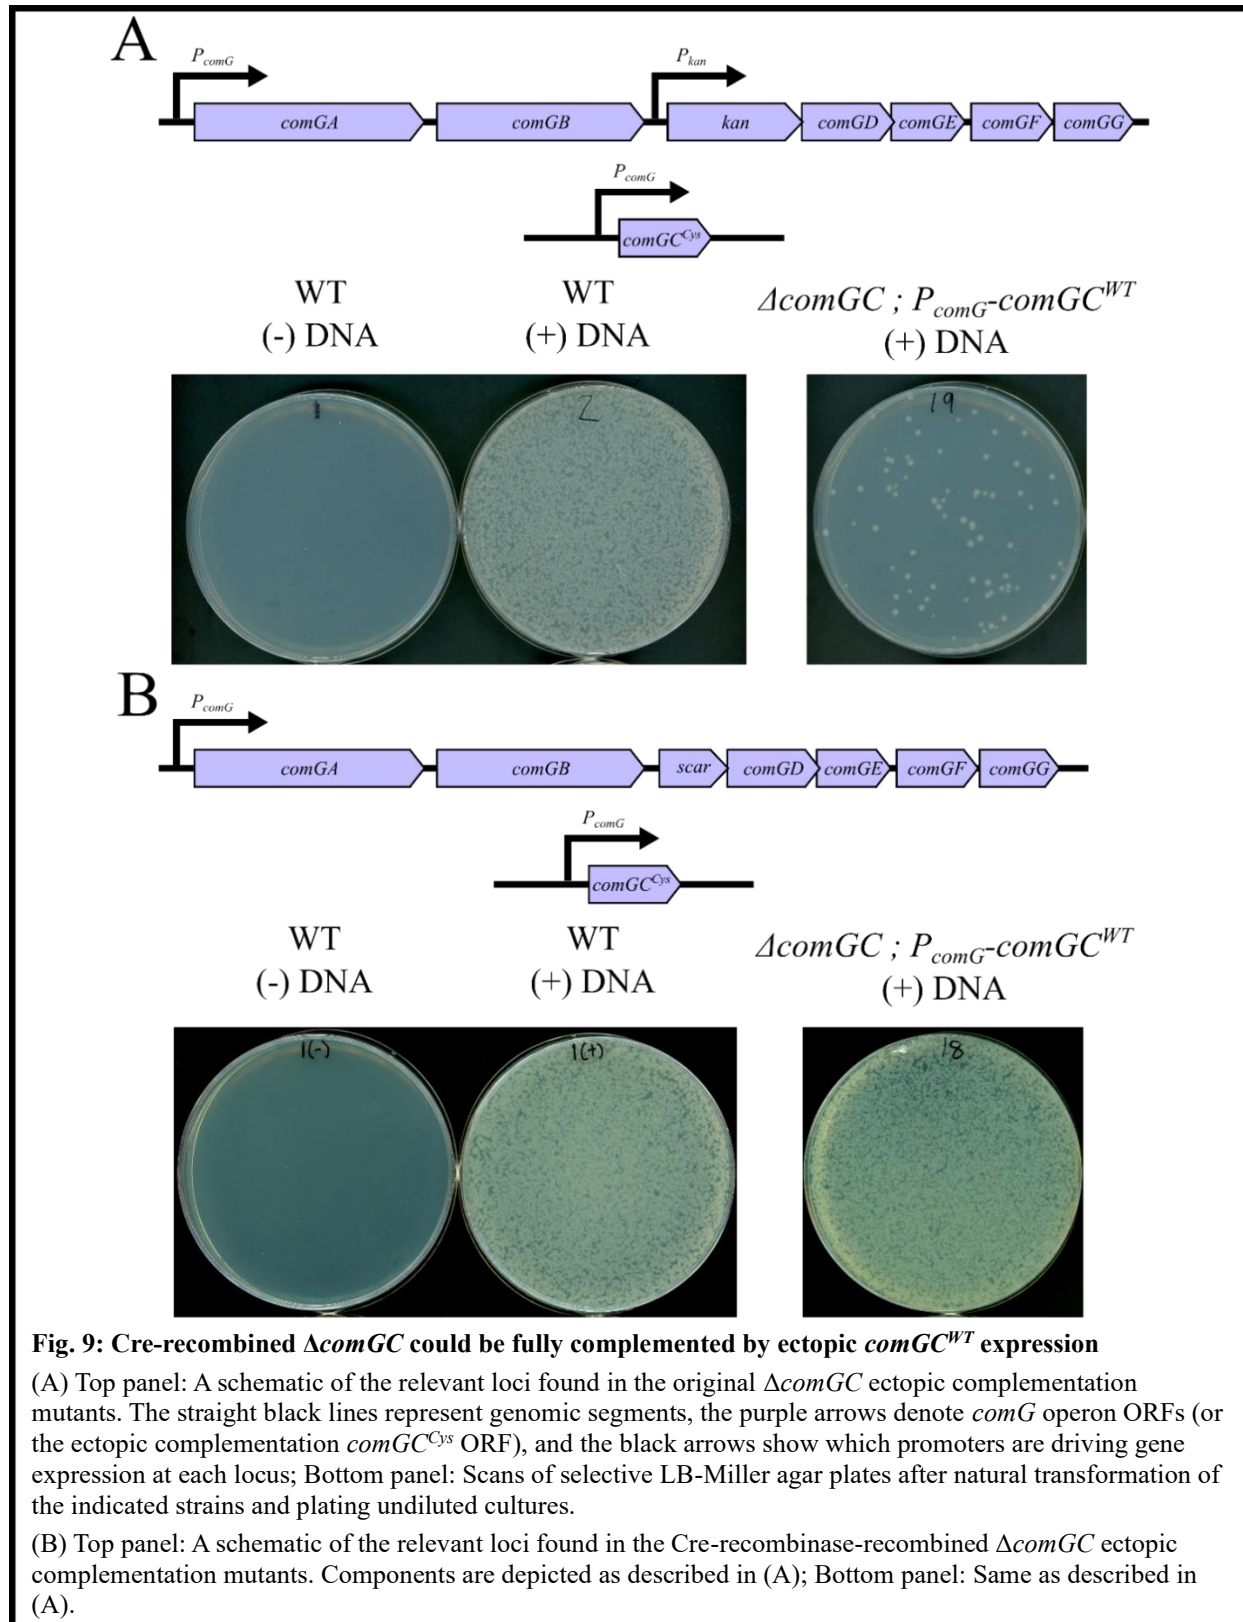 A
PcomG
Pkan
comGA comGB kan comGD comGE comGF comGG
PcomG
comGC^Cys
WT WT ΔcomGC ; PcomG-comGC^WT
(-) DNA (+) DNA (+) DNA
1 2 19
B
PcomG
comGA comGB scar comGD comGE comGF comGG
PcomG
comGC^Cys
WT WT ΔcomGC ; PcomG-comGC^WT
(-) DNA (+) DNA (+) DNA
1(-) 1(+) 18
Fig. 9: Cre-recombined ΔcomGC could be fully complemented by ectopic comGC^WT expression
(A) Top panel: A schematic of the relevant loci found in the original ΔcomGC ectopic complementation
mutants. The straight black lines represent genomic segments, the purple arrows denote comG operon ORFs (or
the ectopic complementation comGC^Cys ORF), and the black arrows show which promoters are driving gene
expression at each locus; Bottom panel: Scans of selective LB-Miller agar plates after natural transformation of
the indicated strains and plating undiluted cultures.
(B) Top panel: A schematic of the relevant loci found in the Cre-recombinase-recombined ΔcomGC ectopic
complementation mutants. Components are depicted as described in (A); Bottom panel: Same as described in
(A).